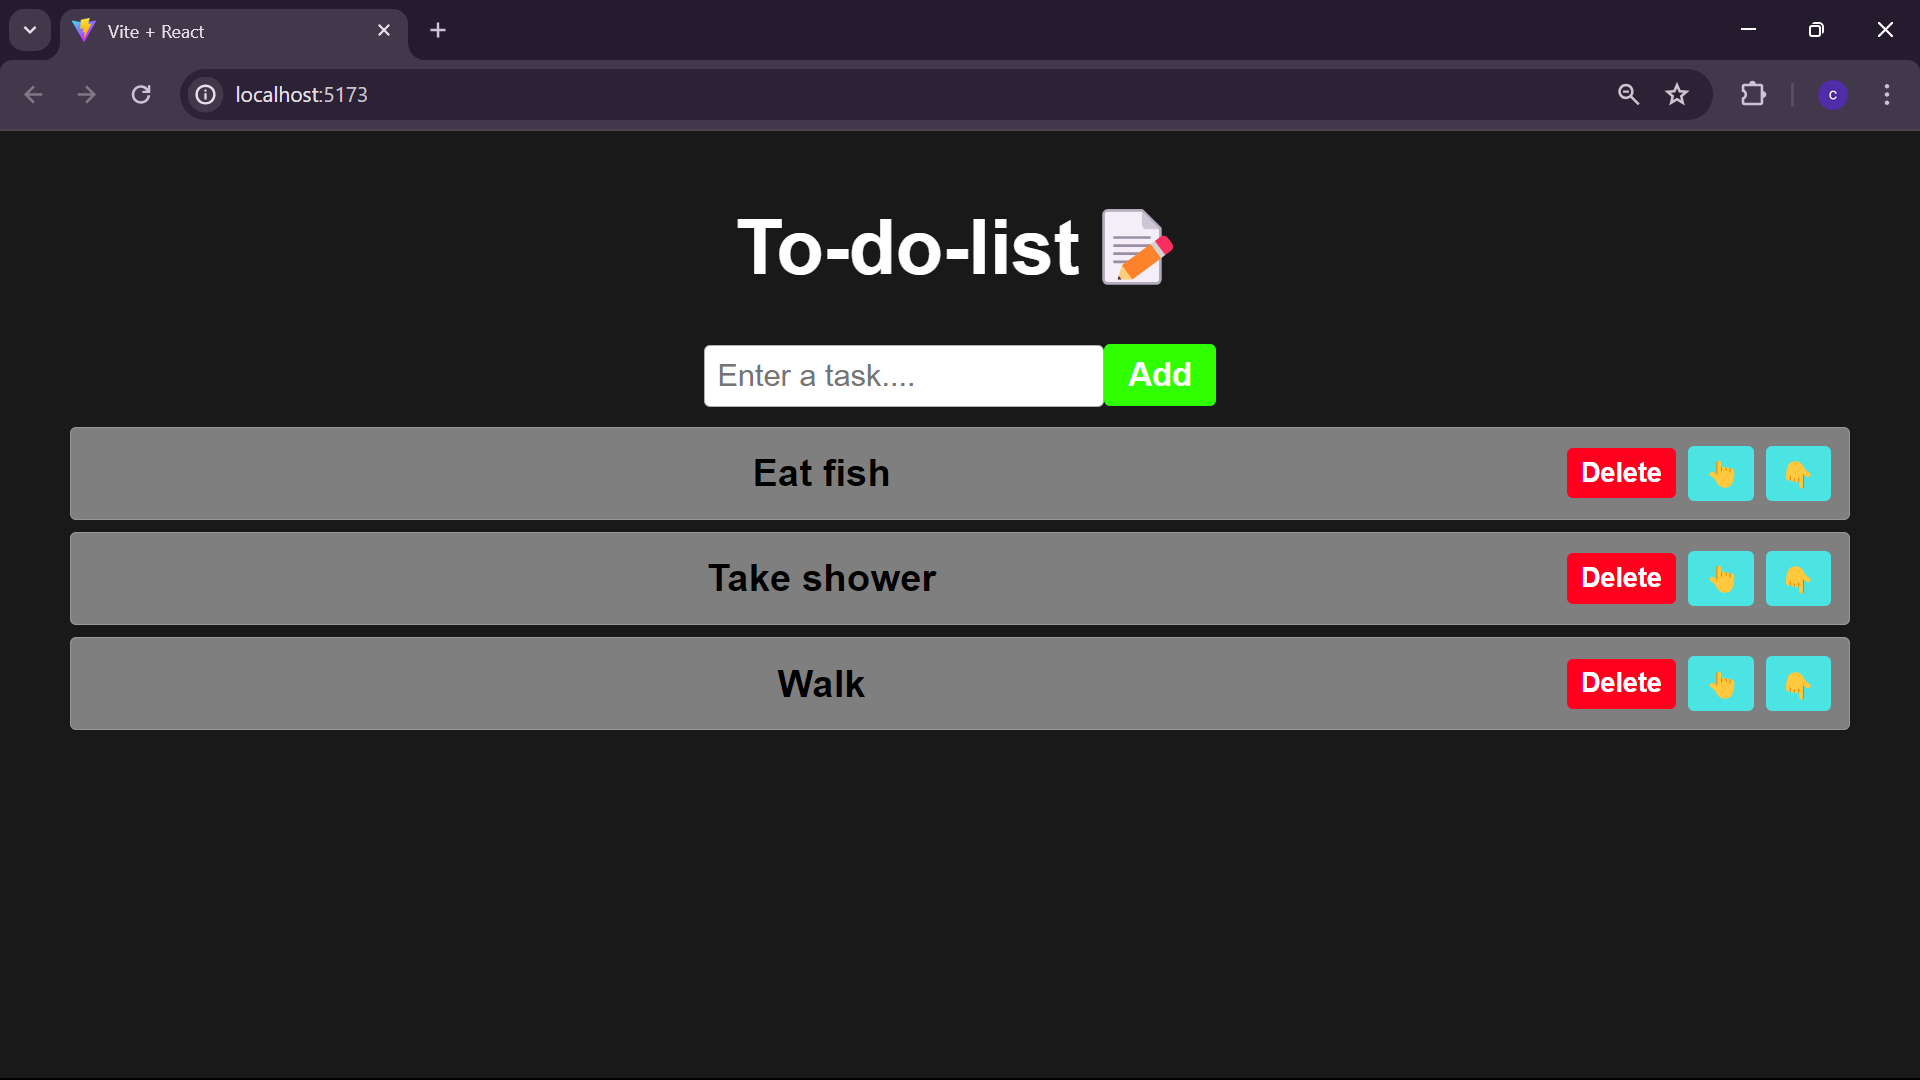 Vite + React
localhost:5173
C
To-do-list 📝
Enter a task.... Add
Eat fish Delete 👆 👇
Take shower Delete 👆 👇
Walk Delete 👆 👇